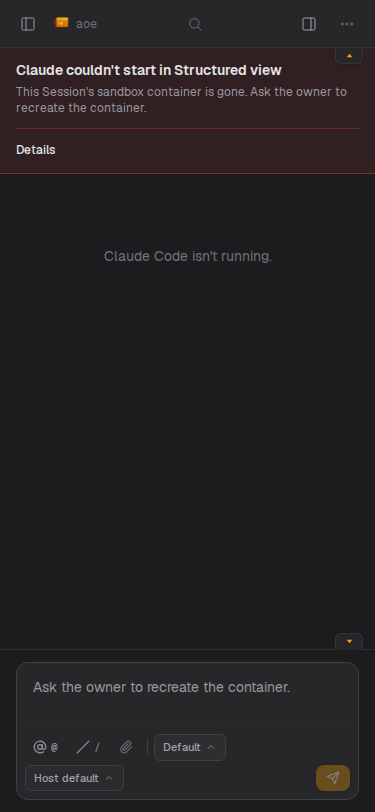 aoe
Claude couldn't start in Structured view
This Session's sandbox container is gone. Ask the owner to
recreate the container.
Details
Claude Code isn't running.
Ask the owner to recreate the container.
@ / Default
Host default